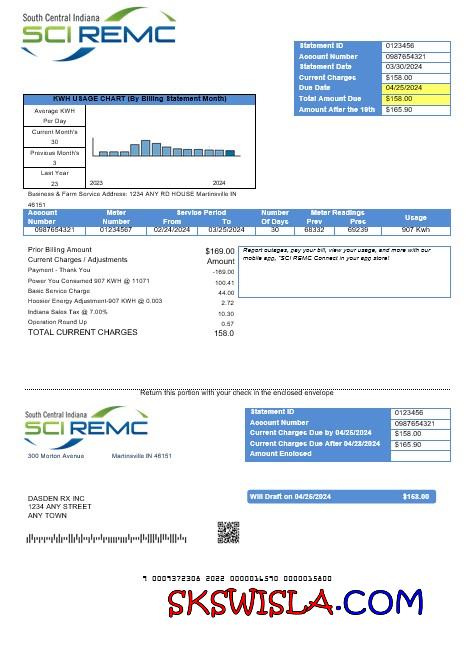 South Central Indiana
SCI REMC
Statement ID 0123456
Account Number 0987654321
Statement Date 03/30/2024
Current Charges $158.00
Due Date 04/25/2024
Total Amount Due $158.00
Amount After the 19th $165.90
KWH USAGE CHART (By Billing Statement Month)
Average KWH
Per Day
Current Month's
30
Previous Month's
3
Last Year
23
2023 2024
Business & Farm Service Address: 1234 ANY RD HOUSE Martinsville IN
46151
Account Number Meter Number Service Period From To Number Of Days Meter Readings Prev Pres Usage
0987654321 01234567 02/24/2024 03/25/2024 30 68332 69239 907 Kwh
Prior Billing Amount $169.00
Current Charges / Adjustments Amount
Payment - Thank You -169.00
Power You Consumed 907 KWH @ 11071 100.41
Basic Service Charge 44.00
Hoosier Energy Adjustment-907 KWH @ 0.003 2.72
Indiana Sales Tax @ 7.00% 10.30
Operation Round Up 0.57
TOTAL CURRENT CHARGES 158.0
Report outages, pay your bill, view your usage, and more with our
mobile app, "SCI REMC Connect in your app store!
Return this portion with your check in the enclosed envelope
South Central Indiana
SCI REMC
300 Morton Avenue Martinsville IN 46151
Statement ID 0123456
Account Number 0987654321
Current Charges Due by 04/25/2024 $158.00
Current Charges Due After 04/23/2024 $165.90
Amount Enclosed
Will Draft on 04/25/2024 $158.00
DASDEN RX INC
1234 ANY STREET
ANY TOWN
9 0009372308 2022 0000016590 0000015800
SKSWISLA.COM